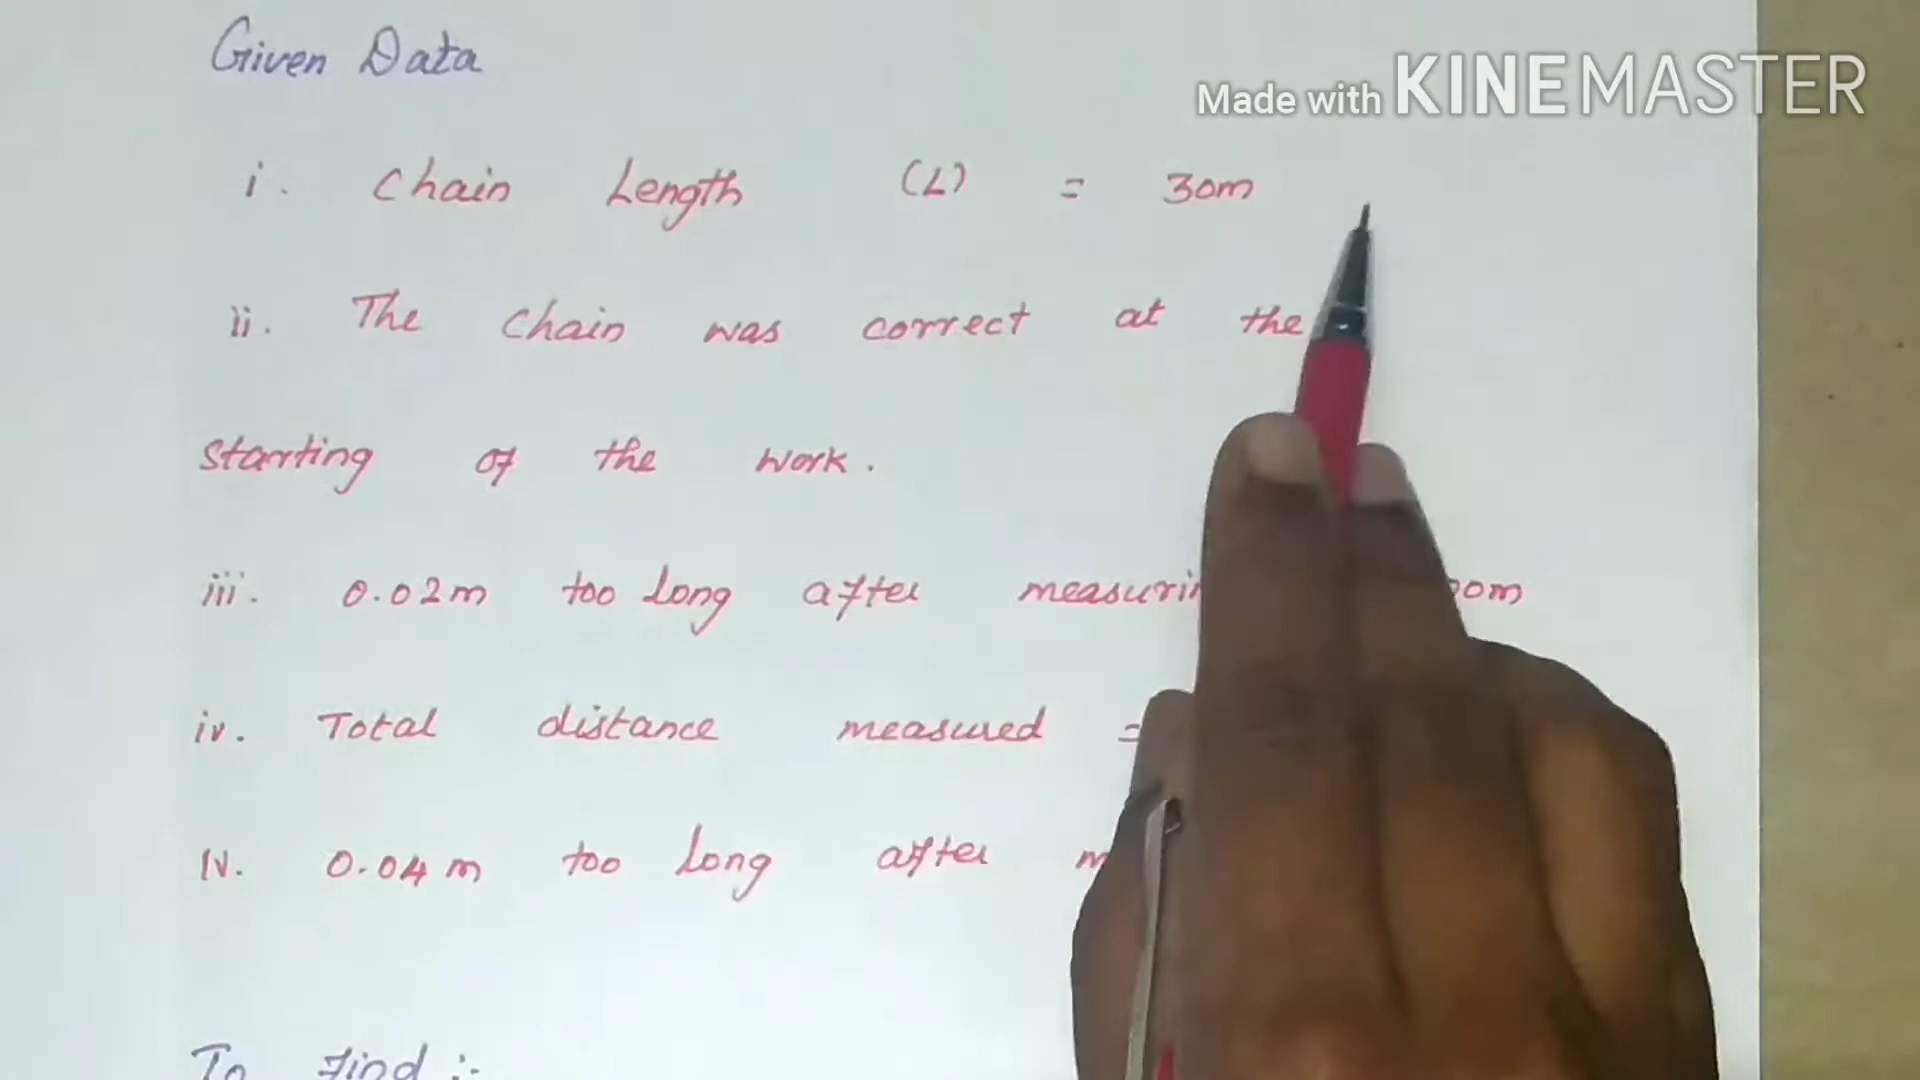 Given Data
Made with KINEMASTER
i. Chain Length (L) = 30m
ii. The chain was correct at the
starting of the work.
iii. 0.02m too long after
iv. Total distance measured =
IV. 0.04 m too long after
To find :-